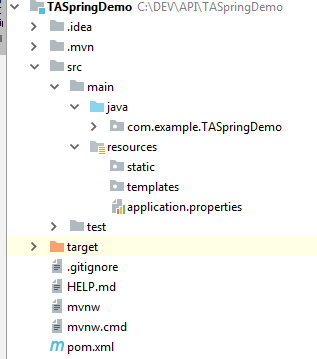 TASpringDemo C:\DEV\API\TASpringDemo
.idea
.mvn
src
main
java
com.example.TASpringDemo
resources
static
templates
application.properties
test
target
.gitignore
HELP.md
mvnw
mvnw.cmd
pom.xml